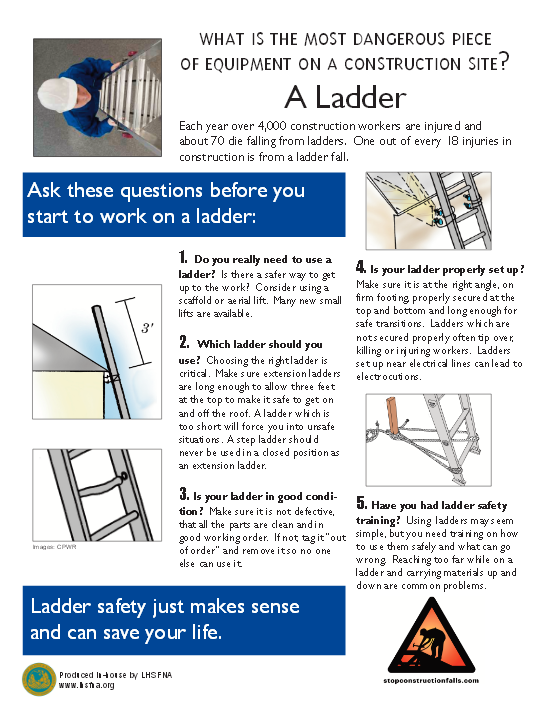 WHAT IS THE MOST DANGEROUS PIECE
OF EQUIPMENT ON A CONSTRUCTION SITE?
A Ladder
Each year over 4,000 construction workers are injured and
about 70 die falling from ladders. One out of every 18 injuries in
construction is from a ladder fall.
Ask these questions before you
start to work on a ladder:
1. Do you really need to use a
ladder? Is there a safer way to get
up to the work? Consider using a
scaffold or aerial lift. Many new small
lifts are available.
3'
2. Which ladder should you
use? Choosing the right ladder is
critical. Make sure extension ladders
are long enough to allow three feet
at the top to make it safe to get on
and off the roof. A ladder which is
too short will force you into unsafe
situations. A step ladder should
never be used in a closed position as
an extension ladder.
3. Is your ladder in good condi-
tion? Make sure it is not defective,
that all the parts are clean and in
good working order. If not, tag it "out
of order" and remove it so no one
else can use it.
Images: CPWR
4. Is your ladder properly set up?
Make sure it is at the right angle, on
firm footing, properly secured at the
top and bottom and long enough for
safe transitions. Ladders which are
not secured properly often tip over,
killing or injuring workers. Ladders
set up near electrical lines can lead to
electrocutions.
5. Have you had ladder safety
training? Using ladders may seem
simple, but you need training on how
to use them safely and what can go
wrong. Reaching too far while on a
ladder and carrying materials up and
down are common problems.
Ladder safety just makes sense
and can save your life.
stopconstructionfalls.com
Produced In-house by LHSFNA
www.lhsfna.org